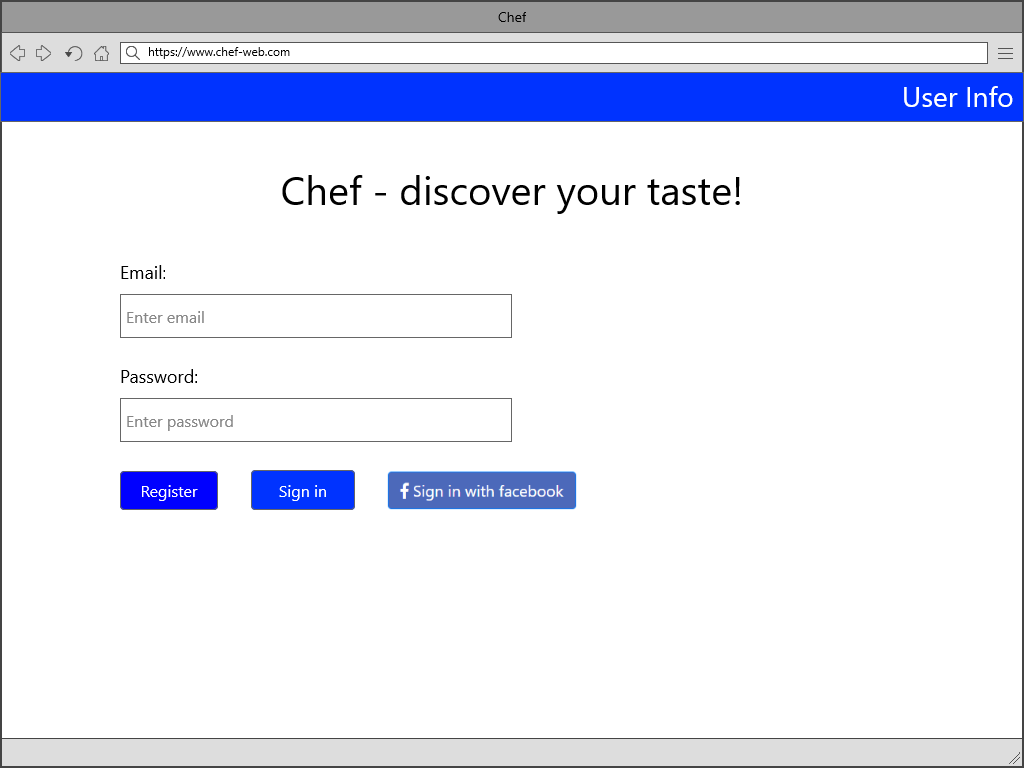 Chef
https://www.chef-web.com
User Info
Chef - discover your taste!
Email:
Enter email
Password:
Enter password
Register Sign in Sign in with facebook